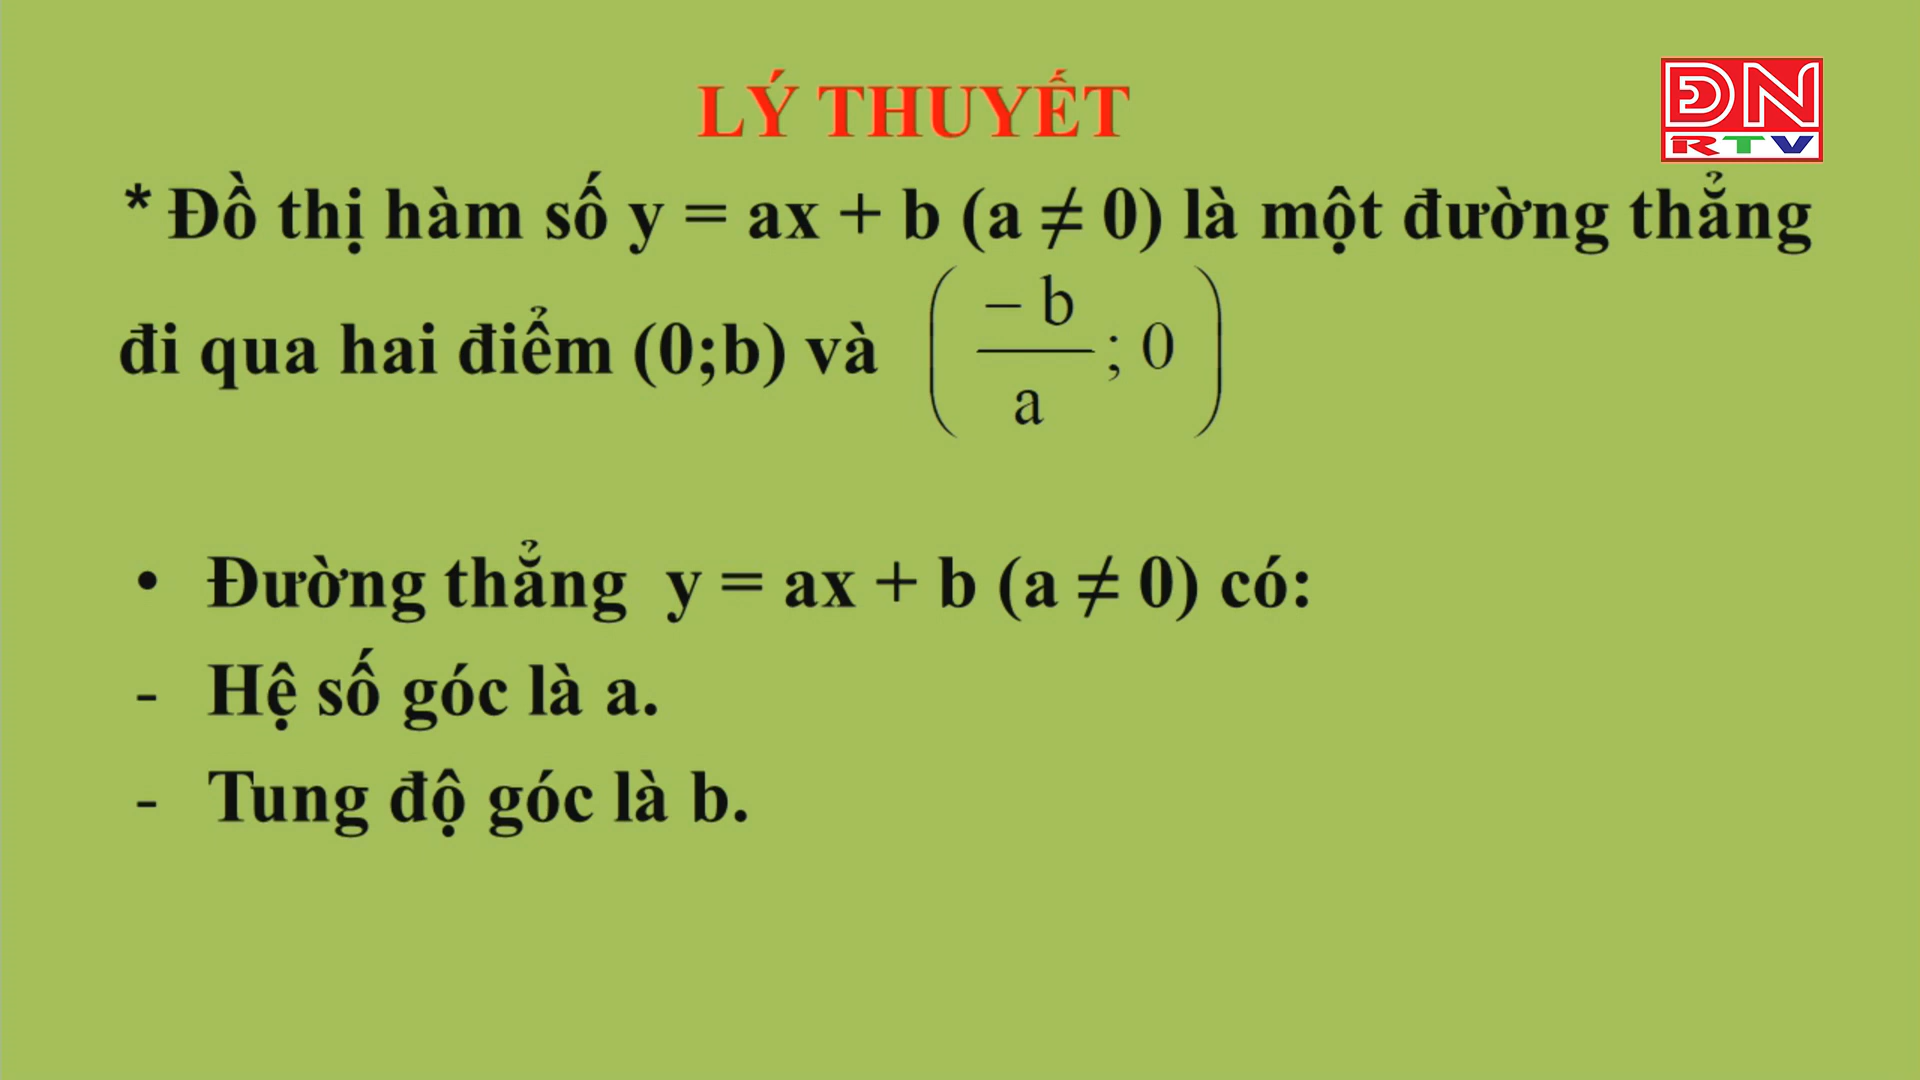 LÝ THUYẾT
ĐN
RTV
* Đồ thị hàm số y = ax + b (a ≠ 0) là một đường thẳng
đi qua hai điểm (0;b) và (– b / a ; 0)
• Đường thẳng y = ax + b (a ≠ 0) có:
- Hệ số góc là a.
- Tung độ góc là b.